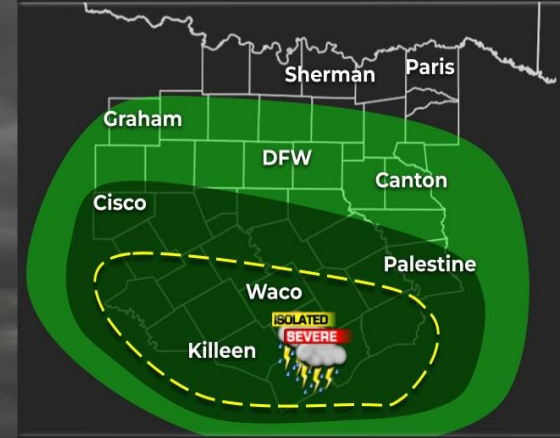 Sherman
Paris
Graham
DFW
Canton
Cisco
Palestine
Waco
ISOLATED
SEVERE
Killeen